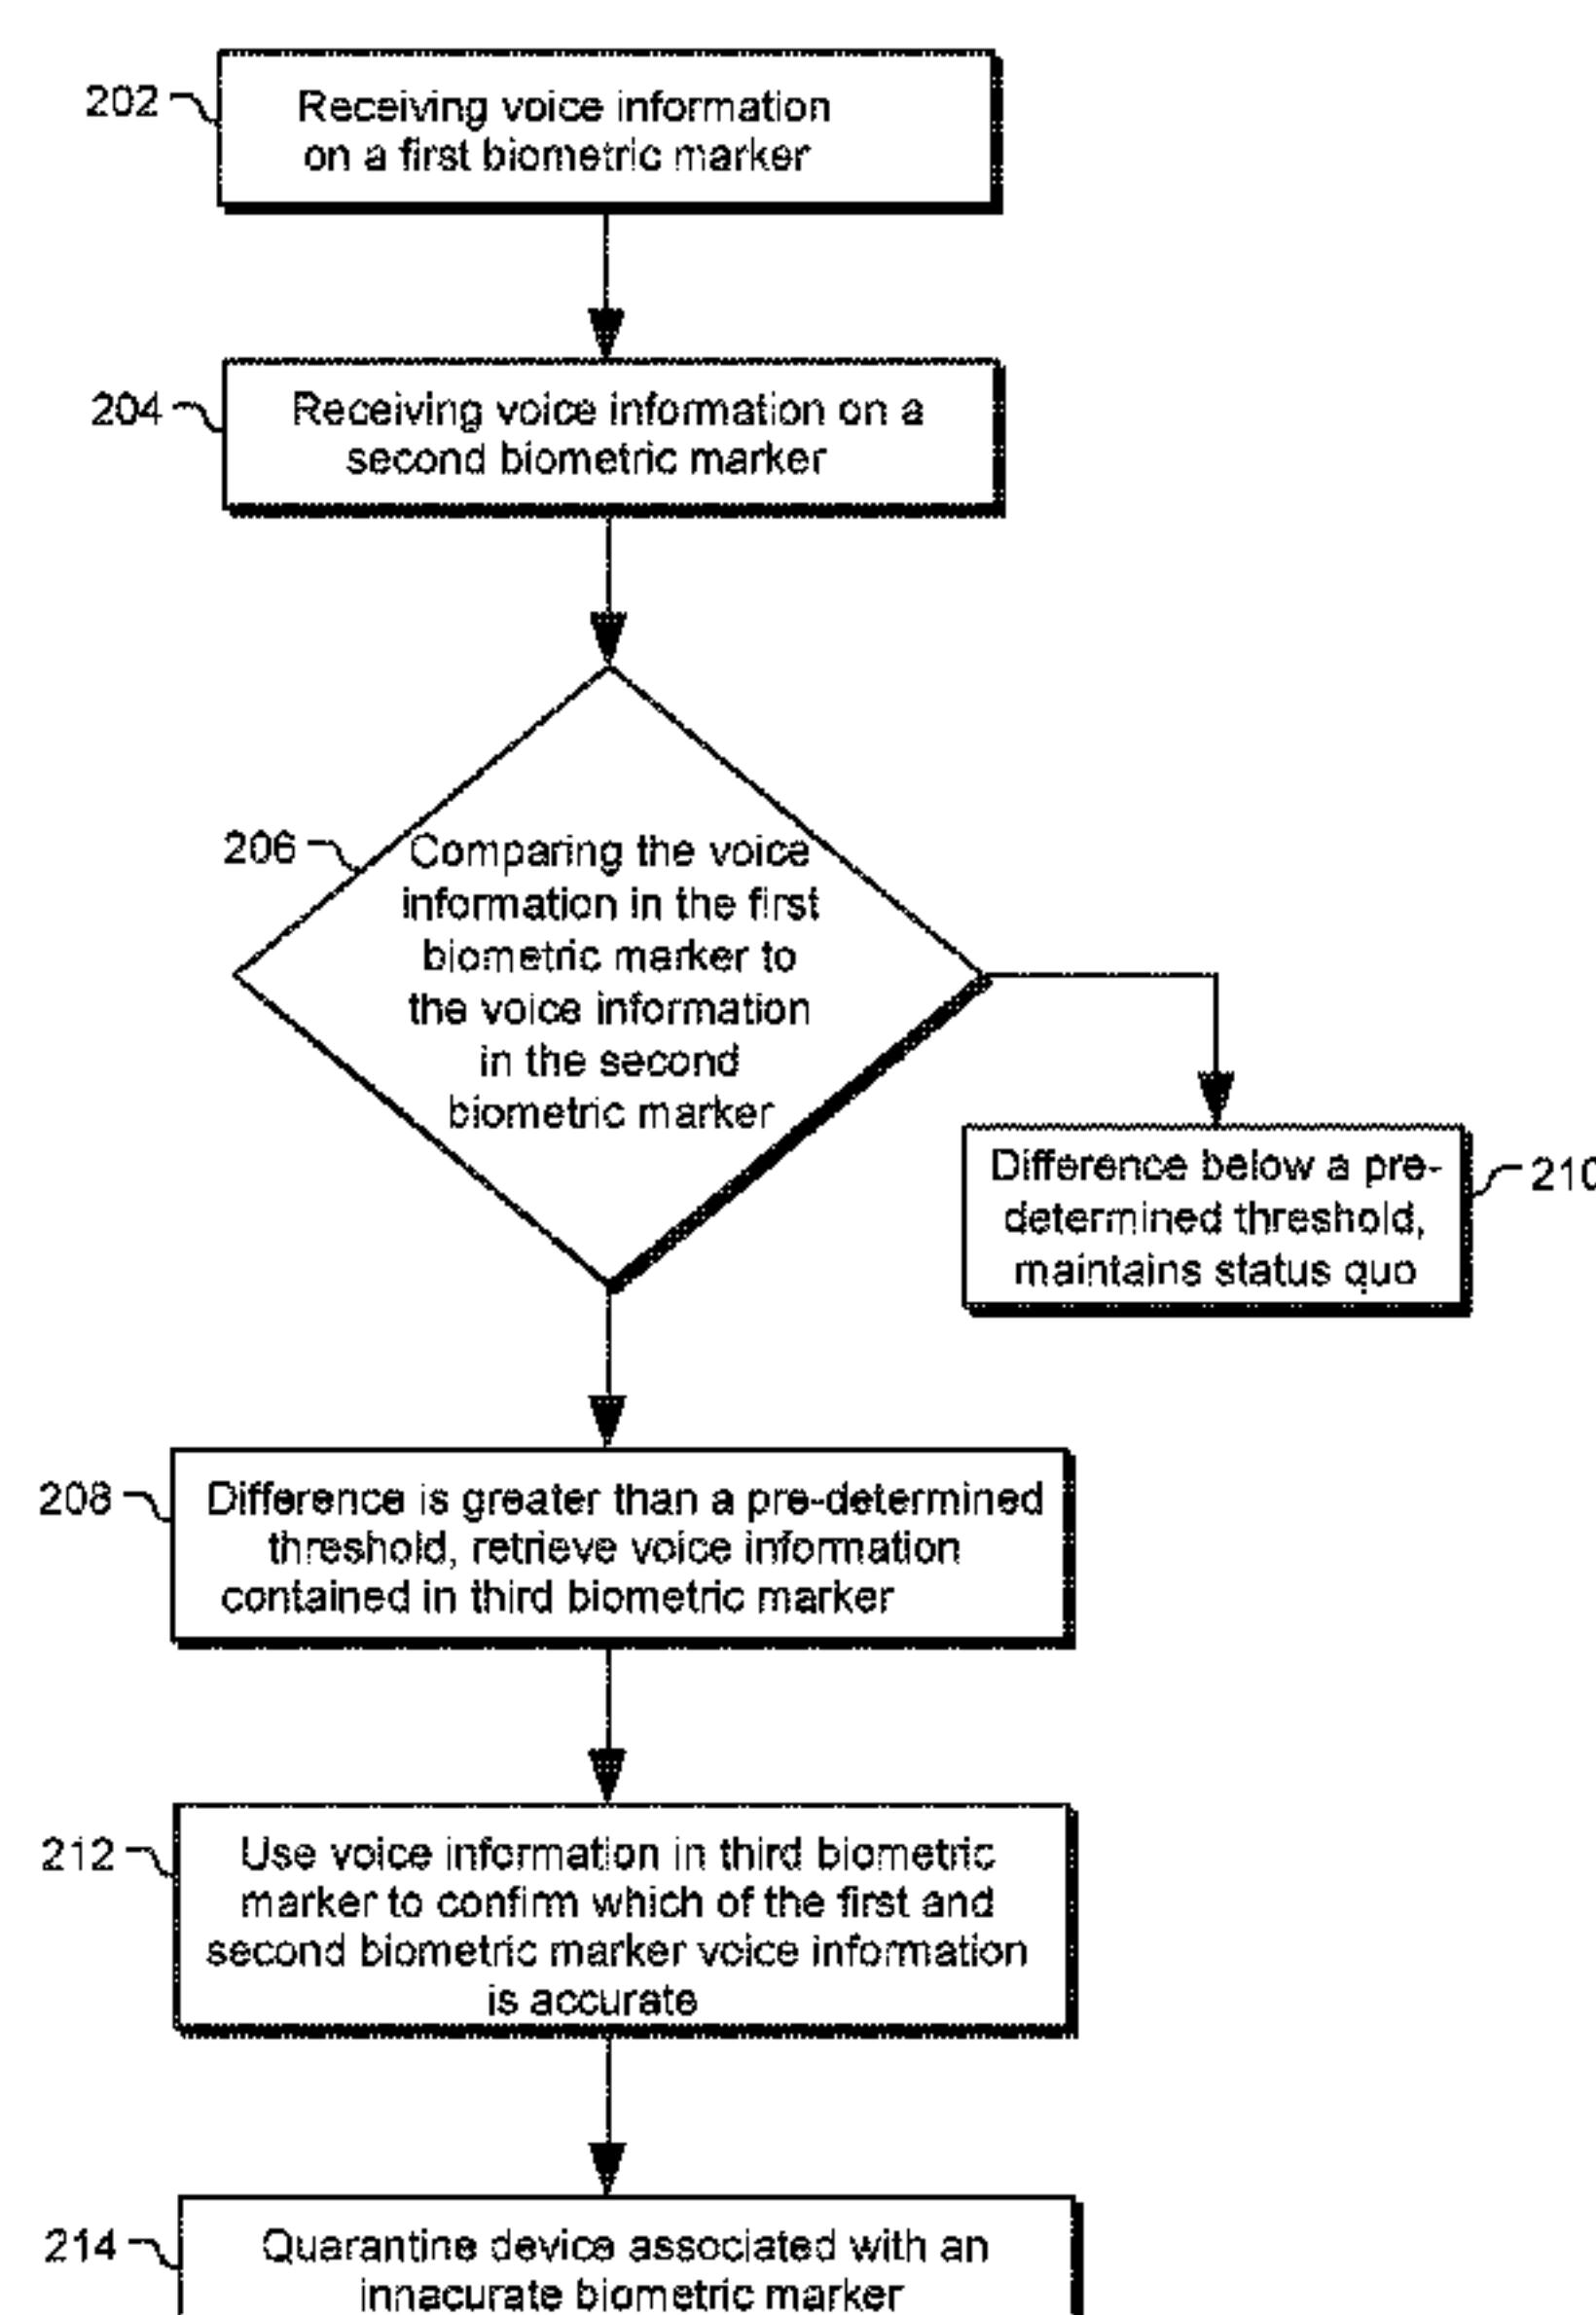 202
Receiving voice information
on a first biometric marker
204
Receiving voice information on a
second biometric marker
206
Comparing the voice
information in the first
biometric marker to
the voice information
in the second
biometric marker
Difference below a pre-
determined threshold,
maintains status quo
210
208
Difference is greater than a pre-determined
threshold, retrieve voice information
contained in third biometric marker
212
Use voice information in third biometric
marker to confirm which of the first and
second biometric marker voice information
is accurate
214
Quarantine device associated with an
innacurate biometric marker